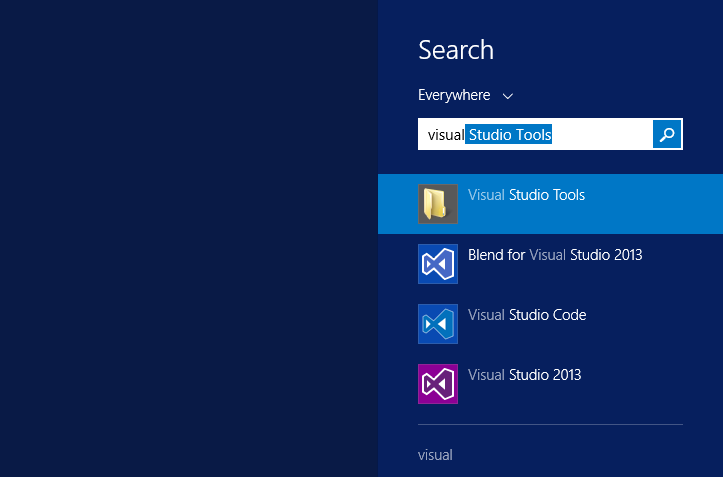 Search
Everywhere
visual Studio Tools
Visual Studio Tools
Blend for Visual Studio 2013
Visual Studio Code
Visual Studio 2013
visual